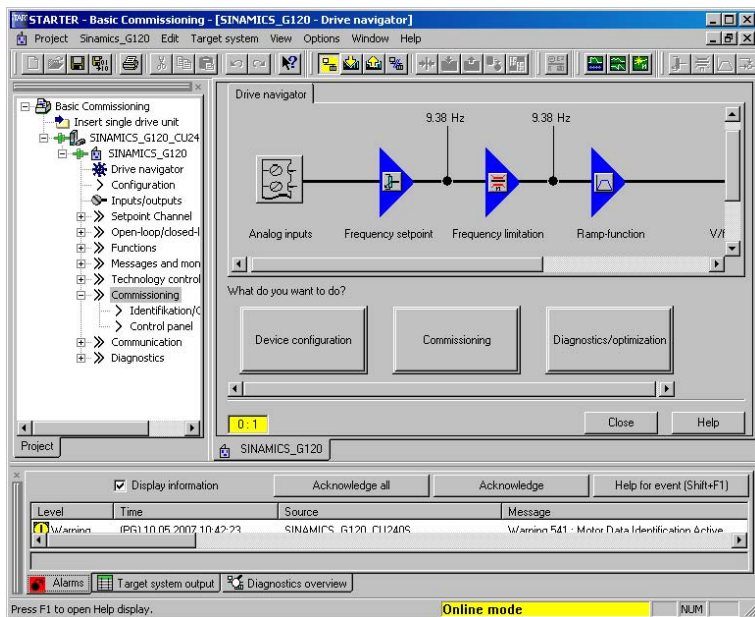 STARTER - Basic Commissioning - [SINAMICS_G120 - Drive navigator]
Project Sinamics_G120 Edit Target system View Options Window Help
Basic Commissioning
Insert single drive unit
SINAMICS_G120_CU24
SINAMICS_G120
Drive navigator
Configuration
Inputs/outputs
Setpoint Channel
Open-loop/closed-l
Functions
Messages and mon
Technology control
Commissioning
Identifikation/O
Control panel
Communication
Diagnostics
Project
Drive navigator
9.38 Hz 9.38 Hz
Analog inputs Frequency setpoint Frequency limitation Ramp-function V/f
What do you want to do?
Device configuration Commissioning Diagnostics/optimization
0 : 1 Close Help
SINAMICS_G120
Display information Acknowledge all Acknowledge Help for event (Shift+F1)
Level Time Source Message
Warning (PG) 10.05.2007 10:42:23 SINAMICS_G120_CU240S Warning 541 : Motor Data Identification Active
Alarms Target system output Diagnostics overview
Press F1 to open Help display. Online mode NUM